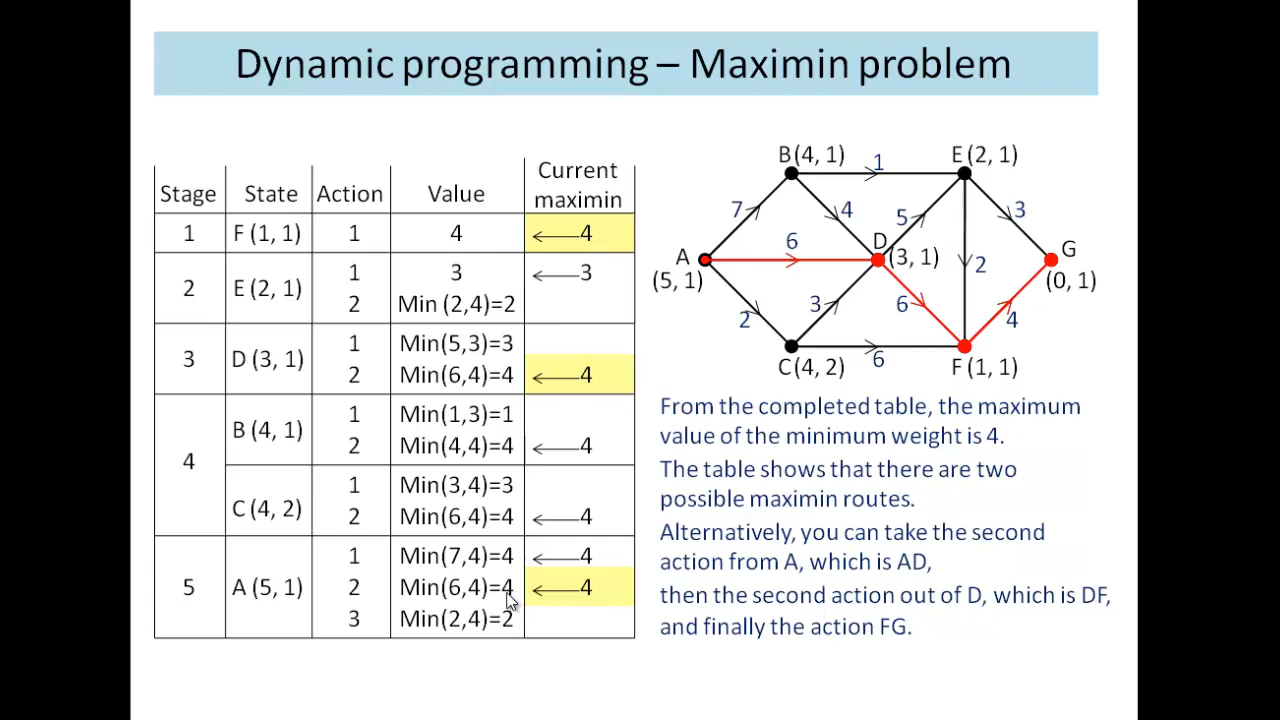 Dynamic programming – Maximin problem
Stage State Action Value Current maximin
1 F (1, 1) 1 4 ←4
2 E (2, 1) 1 3 ←3
2 Min (2,4)=2
3 D (3, 1) 1 Min(5,3)=3
2 Min(6,4)=4 ←4
4 B (4, 1) 1 Min(1,3)=1
2 Min(4,4)=4 ←4
C (4, 2) 1 Min(3,4)=3
2 Min(6,4)=4 ←4
5 A (5, 1) 1 Min(7,4)=4 ←4
2 Min(6,4)=4 ←4
3 Min(2,4)=2
B (4, 1) 1 E (2, 1)
7 4 5 3
A 6 D G
(5, 1) (3, 1) 2 (0, 1)
2 3 6 4
C (4, 2) 6 F (1, 1)
From the completed table, the maximum
value of the minimum weight is 4.
The table shows that there are two
possible maximin routes.
Alternatively, you can take the second
action from A, which is AD,
then the second action out of D, which is DF,
and finally the action FG.